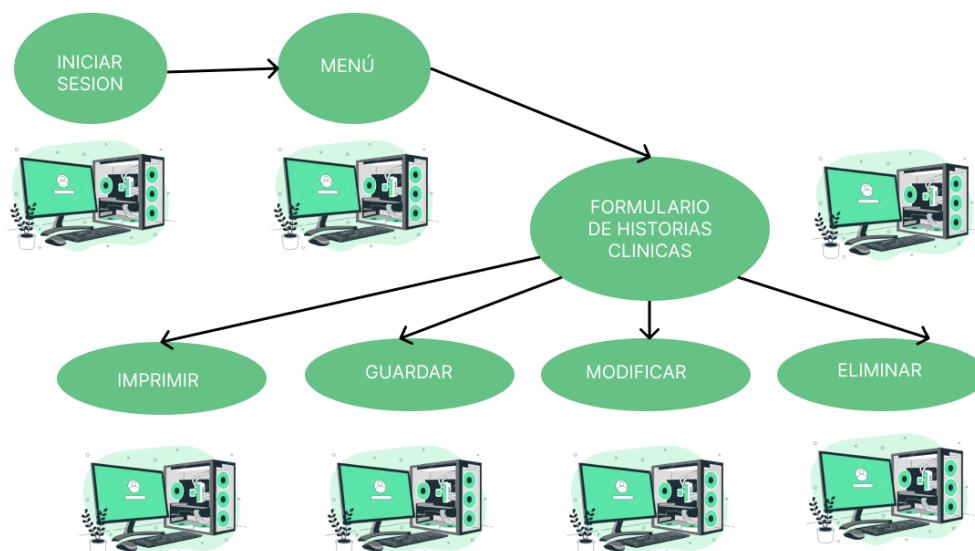 INICIAR
SESION
MENÚ
FORMULARIO
DE HISTORIAS
CLINICAS
IMPRIMIR
GUARDAR
MODIFICAR
ELIMINAR